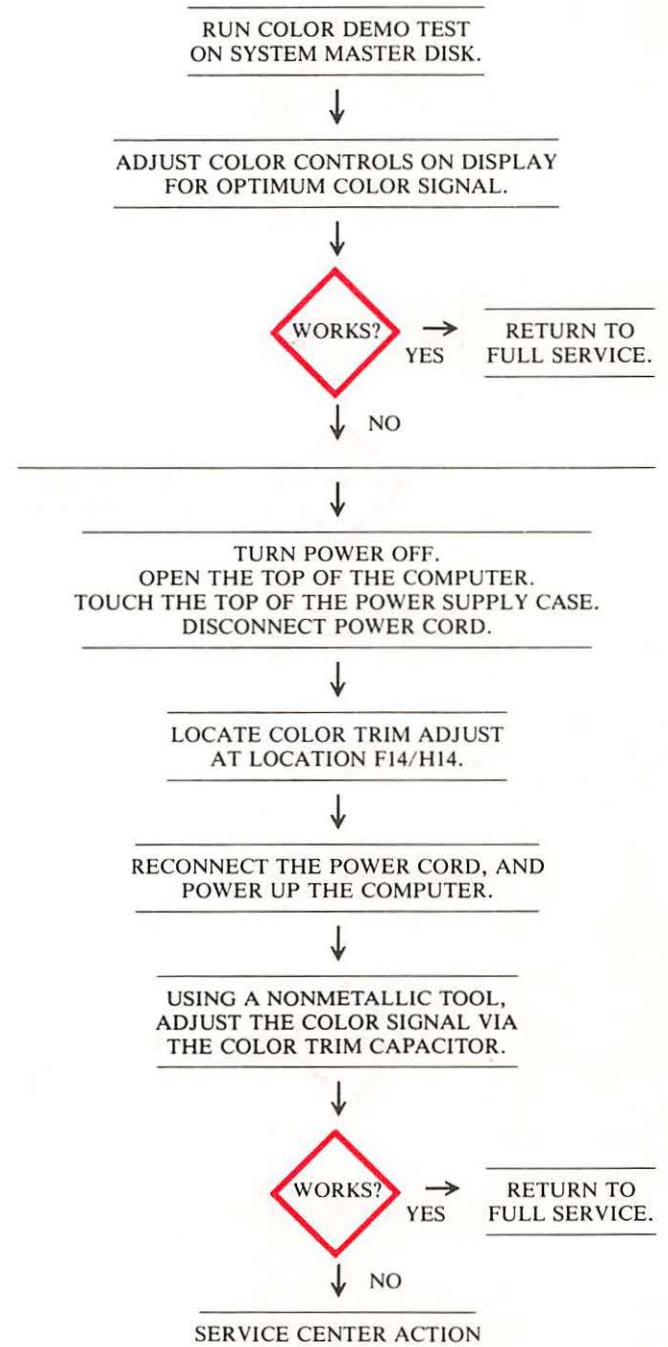 RUN COLOR DEMO TEST
ON SYSTEM MASTER DISK.
ADJUST COLOR CONTROLS ON DISPLAY
FOR OPTIMUM COLOR SIGNAL.
WORKS?
YES
RETURN TO
FULL SERVICE.
NO
TURN POWER OFF.
OPEN THE TOP OF THE COMPUTER.
TOUCH THE TOP OF THE POWER SUPPLY CASE.
DISCONNECT POWER CORD.
LOCATE COLOR TRIM ADJUST
AT LOCATION F14/H14.
RECONNECT THE POWER CORD, AND
POWER UP THE COMPUTER.
USING A NONMETALLIC TOOL,
ADJUST THE COLOR SIGNAL VIA
THE COLOR TRIM CAPACITOR.
WORKS?
YES
RETURN TO
FULL SERVICE.
NO
SERVICE CENTER ACTION